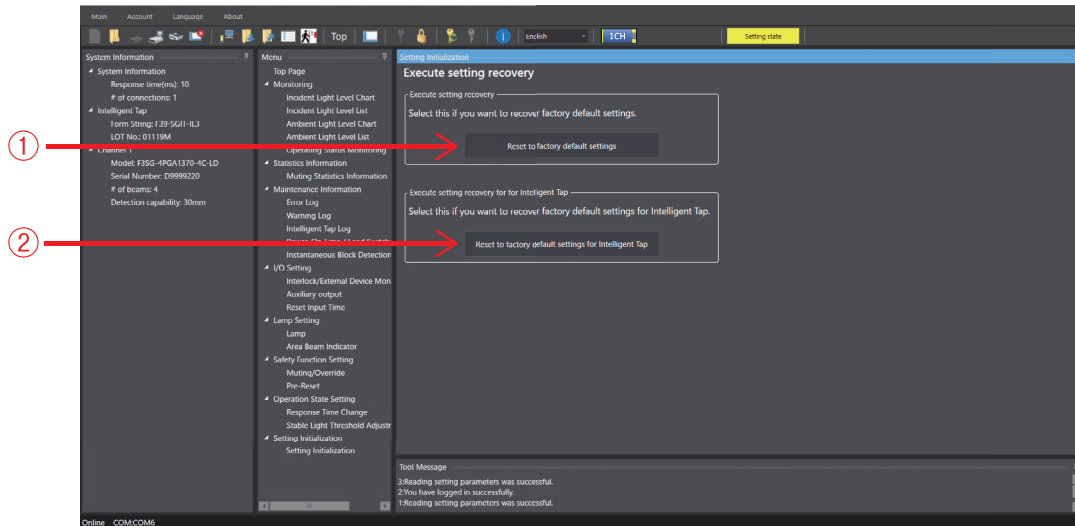 Main Account Language About
Top English 1CH Setting state
System Information
System Information
Response time(ms): 10
# of connections: 1
Intelligent Tap
Form String: F39-SGIT-IL3
LOT No.: 01119M
Channel 1
Model: F3SG-4PGA1370-4C-LD
Serial Number: D9999220
# of beams: 4
Detection capability: 30mm
①
②
Menu
Top Page
Monitoring
Incident Light Level Chart
Incident Light Level List
Ambient Light Level Chart
Ambient Light Level List
Operating Status Monitoring
Statistics Information
Muting Statistics Information
Maintenance Information
Error Log
Warning Log
Intelligent Tap Log
Power-On Time / Load Switch
Instantaneous Block Detection
I/O Setting
Interlock/External Device Mon
Auxiliary output
Reset Input Time
Lamp Setting
Lamp
Area Beam Indicator
Safety Function Setting
Muting/Override
Pre-Reset
Operation State Setting
Response Time Change
Stable Light Threshold Adjustr
Setting Initialization
Setting Initialization
Setting Initialization
Execute setting recovery
Execute setting recovery
Select this if you want to recover factory default settings.
Reset to factory default settings
Execute setting recovery for for Intelligent Tap
Select this if you want to recover factory default settings for Intelligent Tap.
Reset to factory default settings for Intelligent Tap
Tool Message
3:Reading setting parameters was successful.
2:You have logged in successfully.
1:Reading setting parameters was successful.
Online COM:COM6